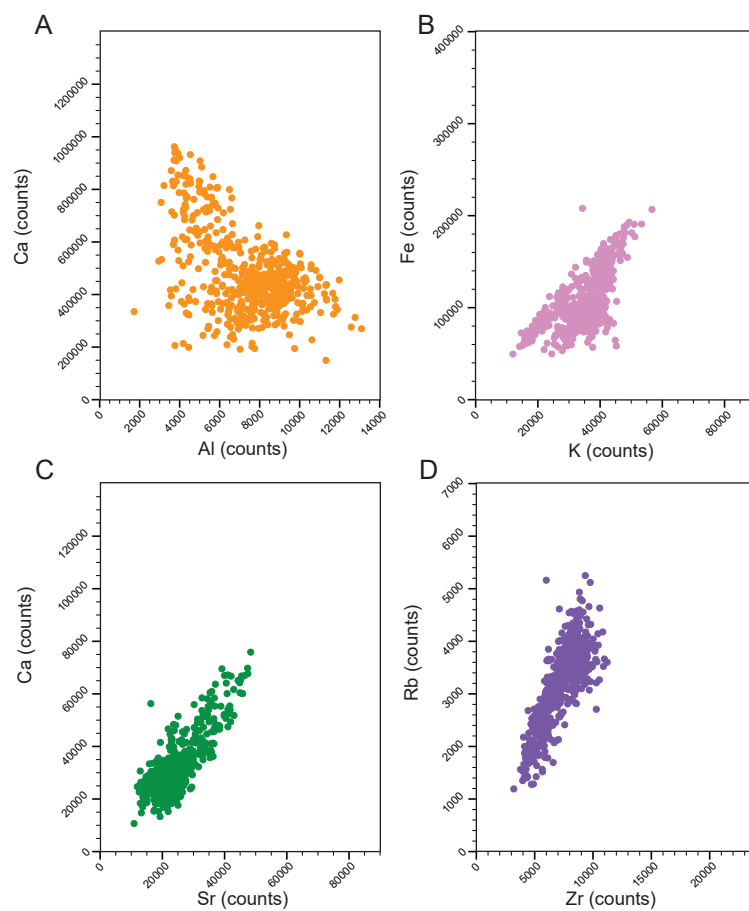 A
Ca (counts)
1200000
1000000
800000
600000
400000
200000
0
0 2000 4000 6000 8000 10000 12000 14000
Al (counts)
B
Fe (counts)
400000
300000
200000
100000
0
0 20000 40000 60000 80000
K (counts)
C
Ca (counts)
120000
100000
80000
60000
40000
20000
0
0 20000 40000 60000 80000
Sr (counts)
D
Rb (counts)
7000
6000
5000
4000
3000
2000
1000
0
0 5000 10000 15000 20000
Zr (counts)